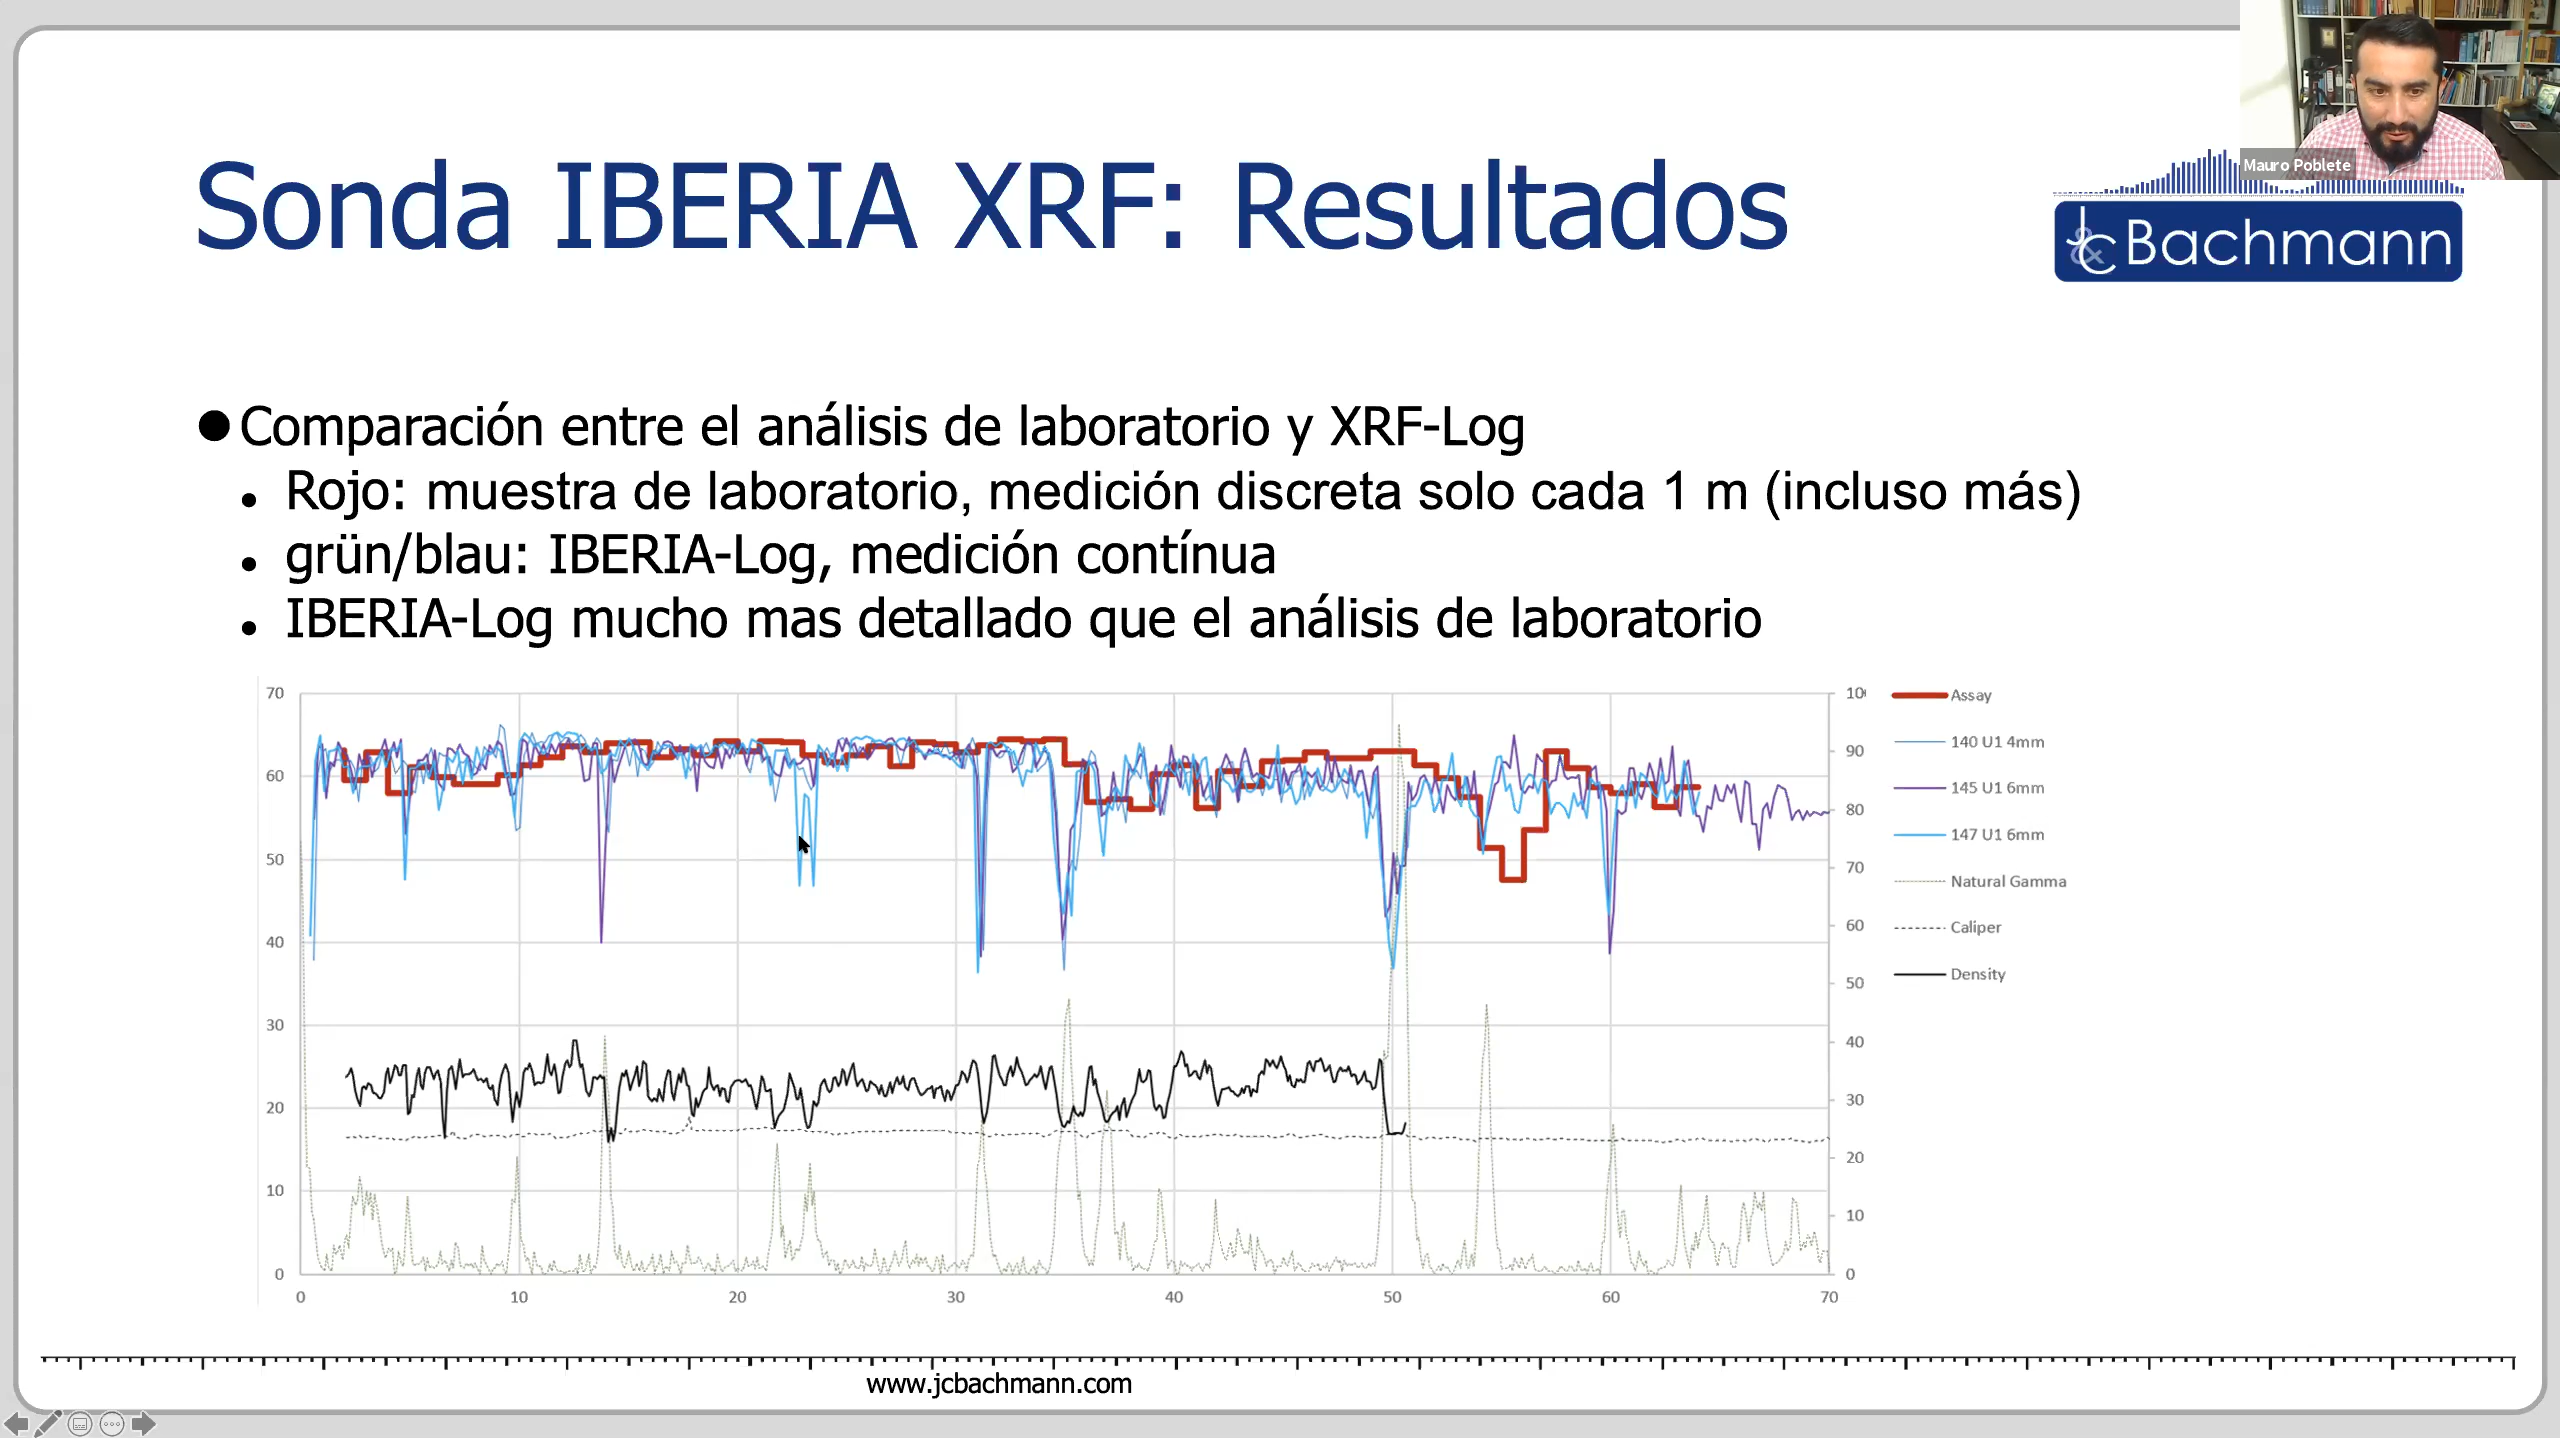 Mauro Poblete
J&C Bachmann
Sonda IBERIA XRF: Resultados
Comparación entre el análisis de laboratorio y XRF-Log
Rojo: muestra de laboratorio, medición discreta solo cada 1 m (incluso más)
grün/blau: IBERIA-Log, medición contínua
IBERIA-Log mucho mas detallado que el análisis de laboratorio
70
60
50
40
30
20
10
0
0 10 20 30 40 50 60 70
90
80
70
60
50
40
30
20
10
0
Assay
140 U1 4mm
145 U1 6mm
147 U1 6mm
Natural Gamma
Caliper
Density
www.jcbachmann.com